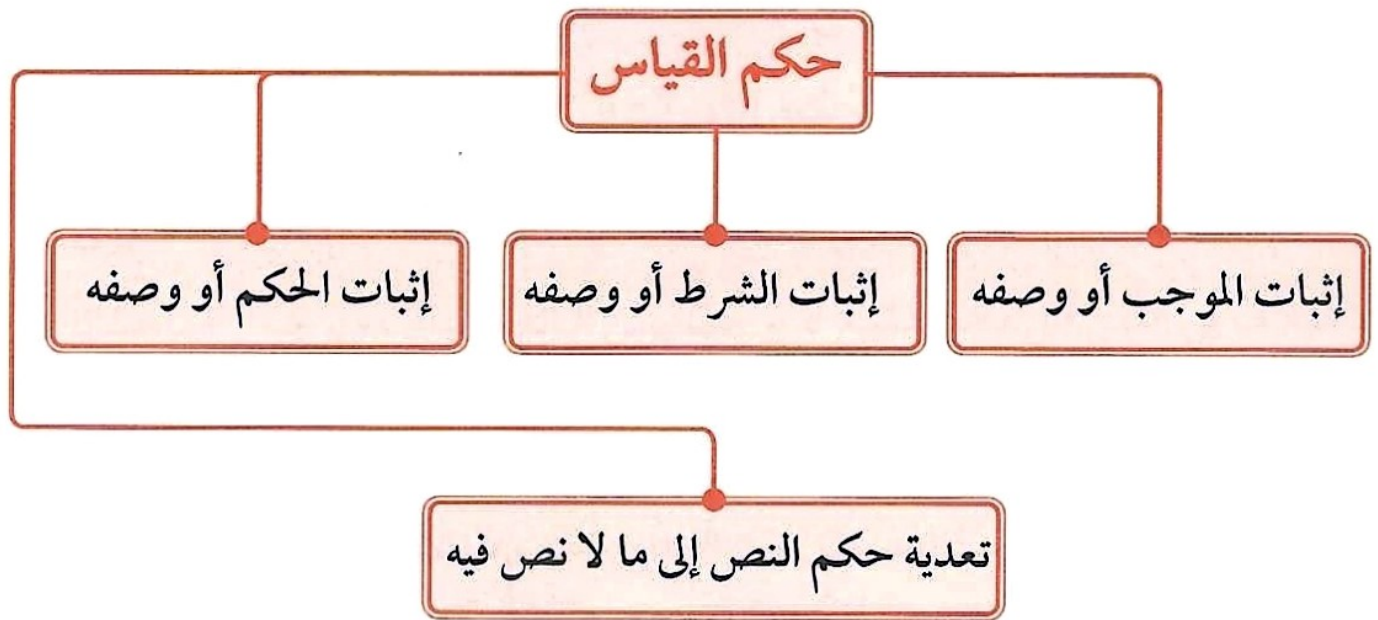 حكم القياس
إثبات الموجب أو وصفه
إثبات الشرط أو وصفه
إثبات الحكم أو وصفه
تعدية حكم النص إلى ما لا نص فيه